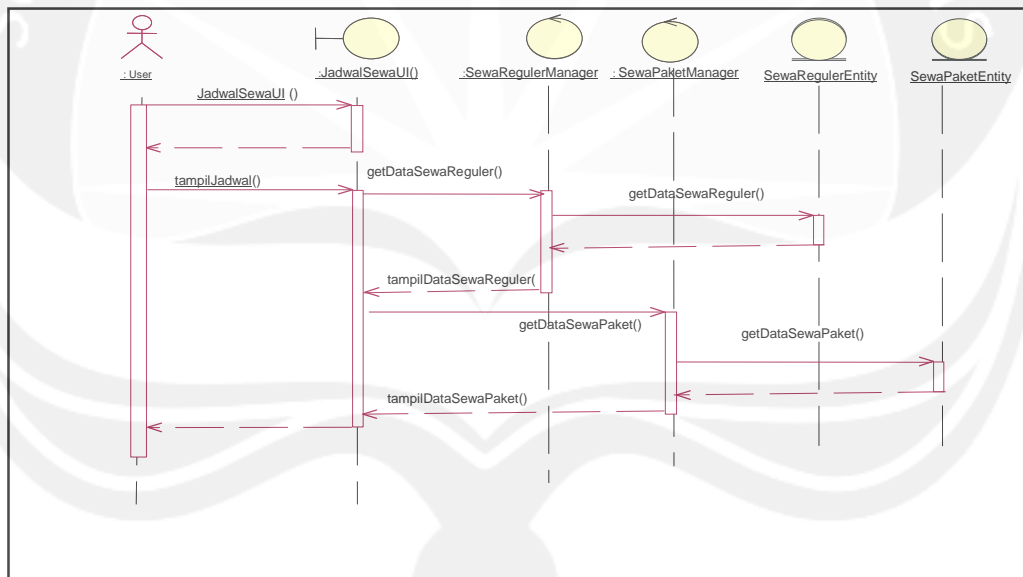 : User
:JadwalSewaUI()
:SewaRegulerManager
: SewaPaketManager
SewaRegulerEntity
SewaPaketEntity
JadwalSewaUI ()
tampilJadwal()
getDataSewaReguler()
getDataSewaReguler()
tampilDataSewaReguler(
getDataSewaPaket()
getDataSewaPaket()
tampilDataSewaPaket()